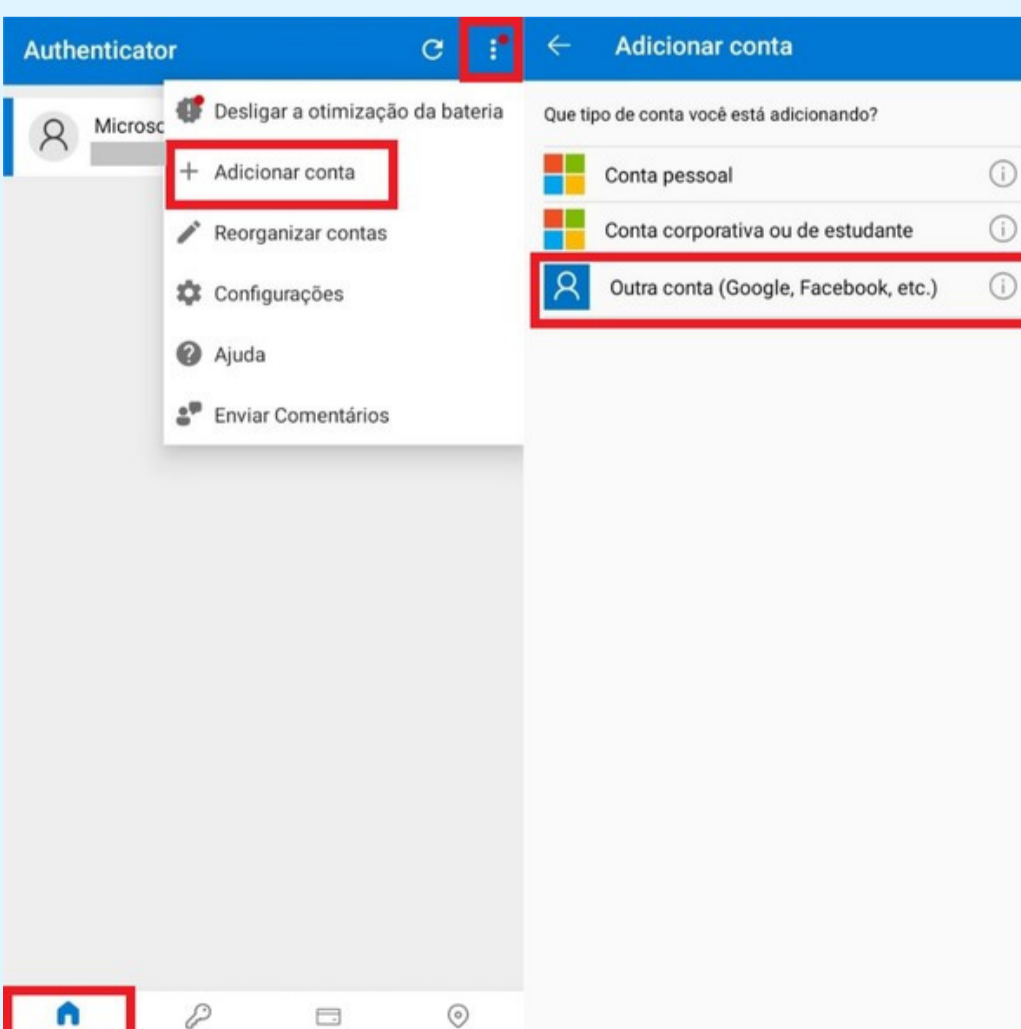 Authenticator
Microsc
Desligar a otimização da bateria
Adicionar conta
Reorganizar contas
Configurações
Ajuda
Enviar Comentários
Adicionar conta
Que tipo de conta você está adicionando?
Conta pessoal
Conta corporativa ou de estudante
Outra conta (Google, Facebook, etc.)